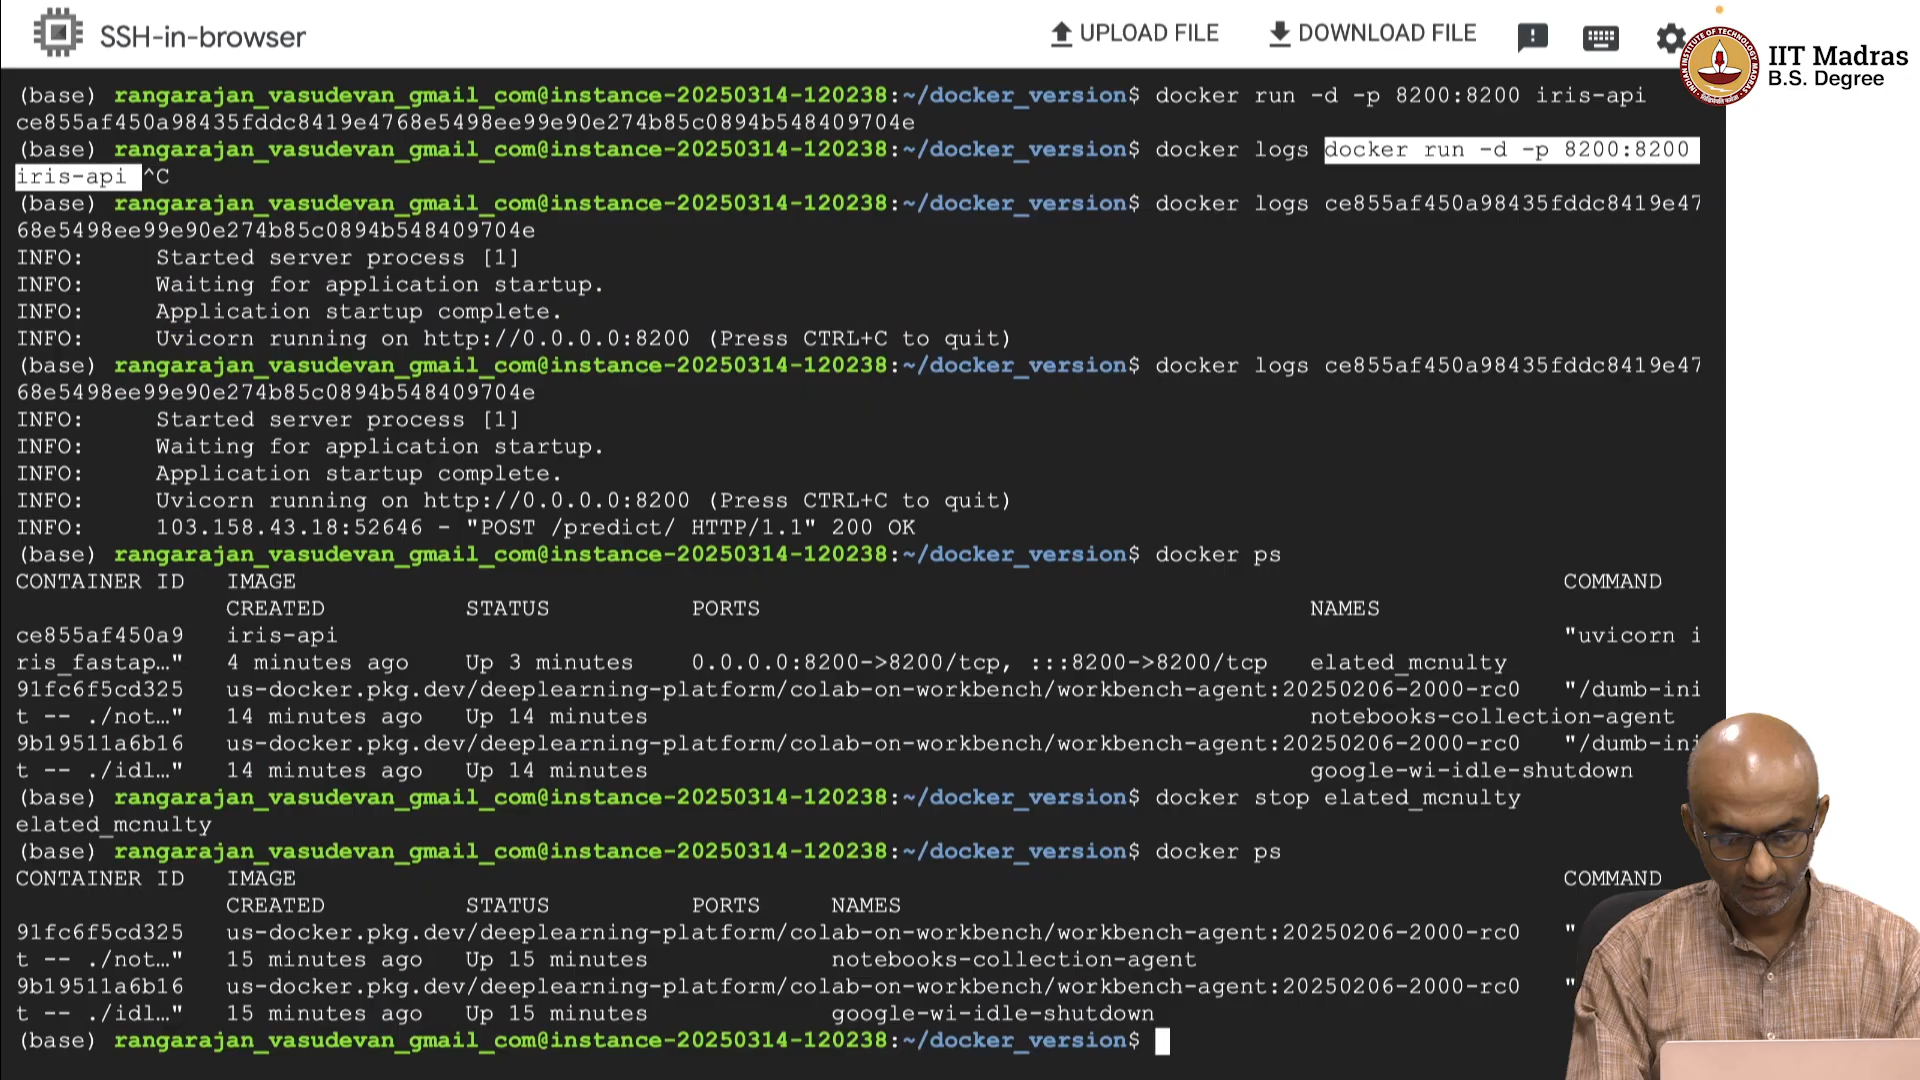 SSH-in-browser
UPLOAD FILE
DOWNLOAD FILE
IIT Madras
B.S. Degree
(base) rangarajan_vasudevan_gmail_com@instance-20250314-120238:~/docker_version$ docker run -d -p 8200:8200 iris-api
ce855af450a98435fddc8419e4768e5498ee99e90e274b85c0894b548409704e
(base) rangarajan_vasudevan_gmail_com@instance-20250314-120238:~/docker_version$ docker logs docker run -d -p 8200:8200
iris-api ^C
(base) rangarajan_vasudevan_gmail_com@instance-20250314-120238:~/docker_version$ docker logs ce855af450a98435fddc8419e47
68e5498ee99e90e274b85c0894b548409704e
INFO: Started server process [1]
INFO: Waiting for application startup.
INFO: Application startup complete.
INFO: Uvicorn running on http://0.0.0.0:8200 (Press CTRL+C to quit)
(base) rangarajan_vasudevan_gmail_com@instance-20250314-120238:~/docker_version$ docker logs ce855af450a98435fddc8419e47
68e5498ee99e90e274b85c0894b548409704e
INFO: Started server process [1]
INFO: Waiting for application startup.
INFO: Application startup complete.
INFO: Uvicorn running on http://0.0.0.0:8200 (Press CTRL+C to quit)
INFO: 103.158.43.18:52646 - "POST /predict/ HTTP/1.1" 200 OK
(base) rangarajan_vasudevan_gmail_com@instance-20250314-120238:~/docker_version$ docker ps
CONTAINER ID IMAGE COMMAND
CREATED STATUS PORTS NAMES
ce855af450a9 iris-api "uvicorn i
ris_fastap…" 4 minutes ago Up 3 minutes 0.0.0.0:8200->8200/tcp, :::8200->8200/tcp elated_mcnulty
91fc6f5cd325 us-docker.pkg.dev/deeplearning-platform/colab-on-workbench/workbench-agent:20250206-2000-rc0 "/dumb-ini
t -- ./not…" 14 minutes ago Up 14 minutes notebooks-collection-agent
9b19511a6b16 us-docker.pkg.dev/deeplearning-platform/colab-on-workbench/workbench-agent:20250206-2000-rc0 "/dumb-ini
t -- ./idl…" 14 minutes ago Up 14 minutes google-wi-idle-shutdown
(base) rangarajan_vasudevan_gmail_com@instance-20250314-120238:~/docker_version$ docker stop elated_mcnulty
elated_mcnulty
(base) rangarajan_vasudevan_gmail_com@instance-20250314-120238:~/docker_version$ docker ps
CONTAINER ID IMAGE COMMAND
CREATED STATUS PORTS NAMES
91fc6f5cd325 us-docker.pkg.dev/deeplearning-platform/colab-on-workbench/workbench-agent:20250206-2000-rc0 "
t -- ./not…" 15 minutes ago Up 15 minutes notebooks-collection-agent
9b19511a6b16 us-docker.pkg.dev/deeplearning-platform/colab-on-workbench/workbench-agent:20250206-2000-rc0 "
t -- ./idl…" 15 minutes ago Up 15 minutes google-wi-idle-shutdown
(base) rangarajan_vasudevan_gmail_com@instance-20250314-120238:~/docker_version$